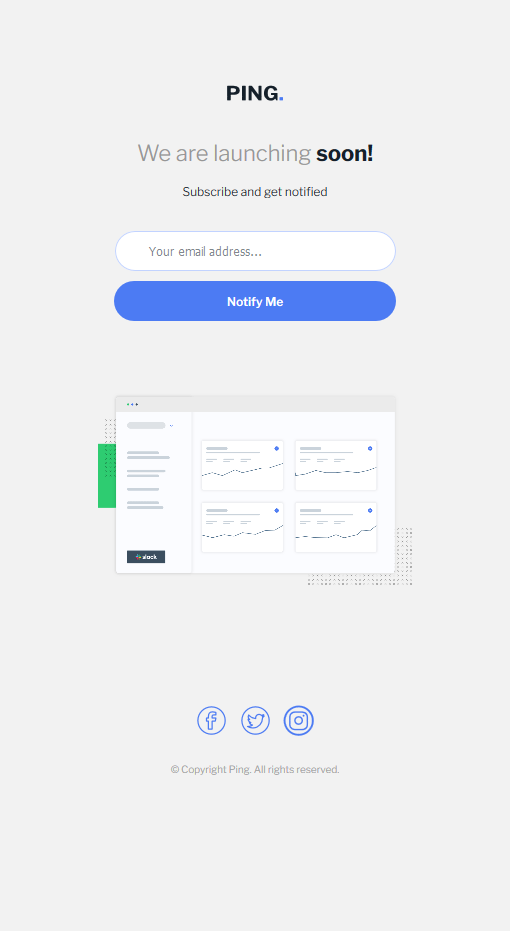 PING.
We are launching soon!
Subscribe and get notified
Your email address...
Notify Me
slack
© Copyright Ping. All rights reserved.